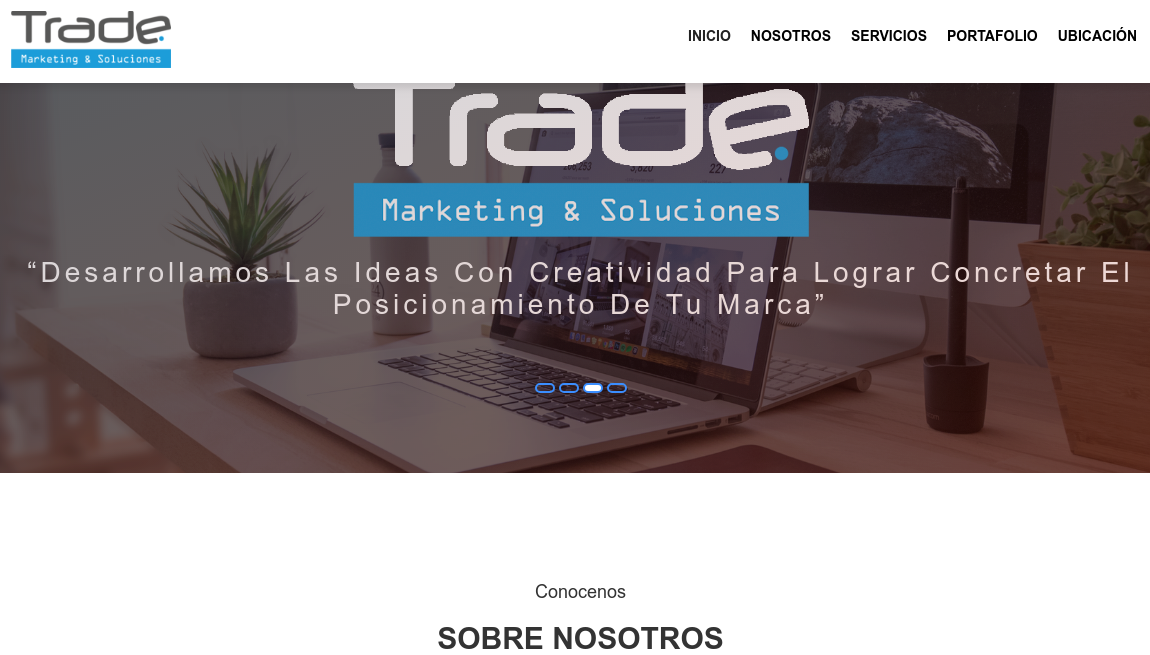 Trade
Marketing & Soluciones
INICIO NOSOTROS SERVICIOS PORTAFOLIO UBICACIÓN
Trade
Marketing & Soluciones
“Desarrollamos Las Ideas Con Creatividad Para Lograr Concretar El
Posicionamiento De Tu Marca”
Conocenos
SOBRE NOSOTROS